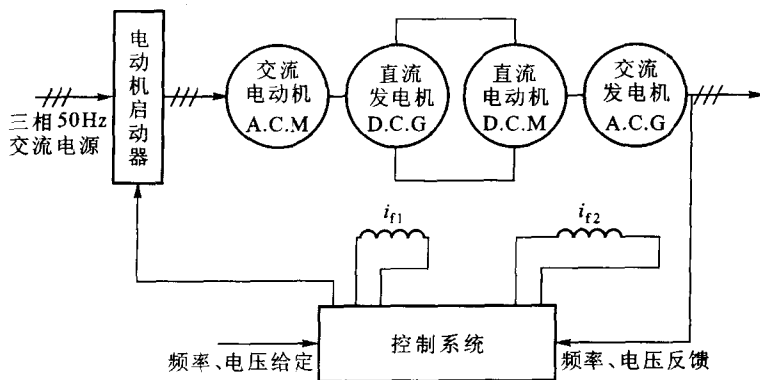 电动机启动器
三相50Hz
交流电源
交流
电动机
A.C.M
直流
发电机
D.C.G
直流
电动机
D.C.M
交流
发电机
A.C.G
if1
if2
控制系统
频率、电压给定
频率、电压反馈